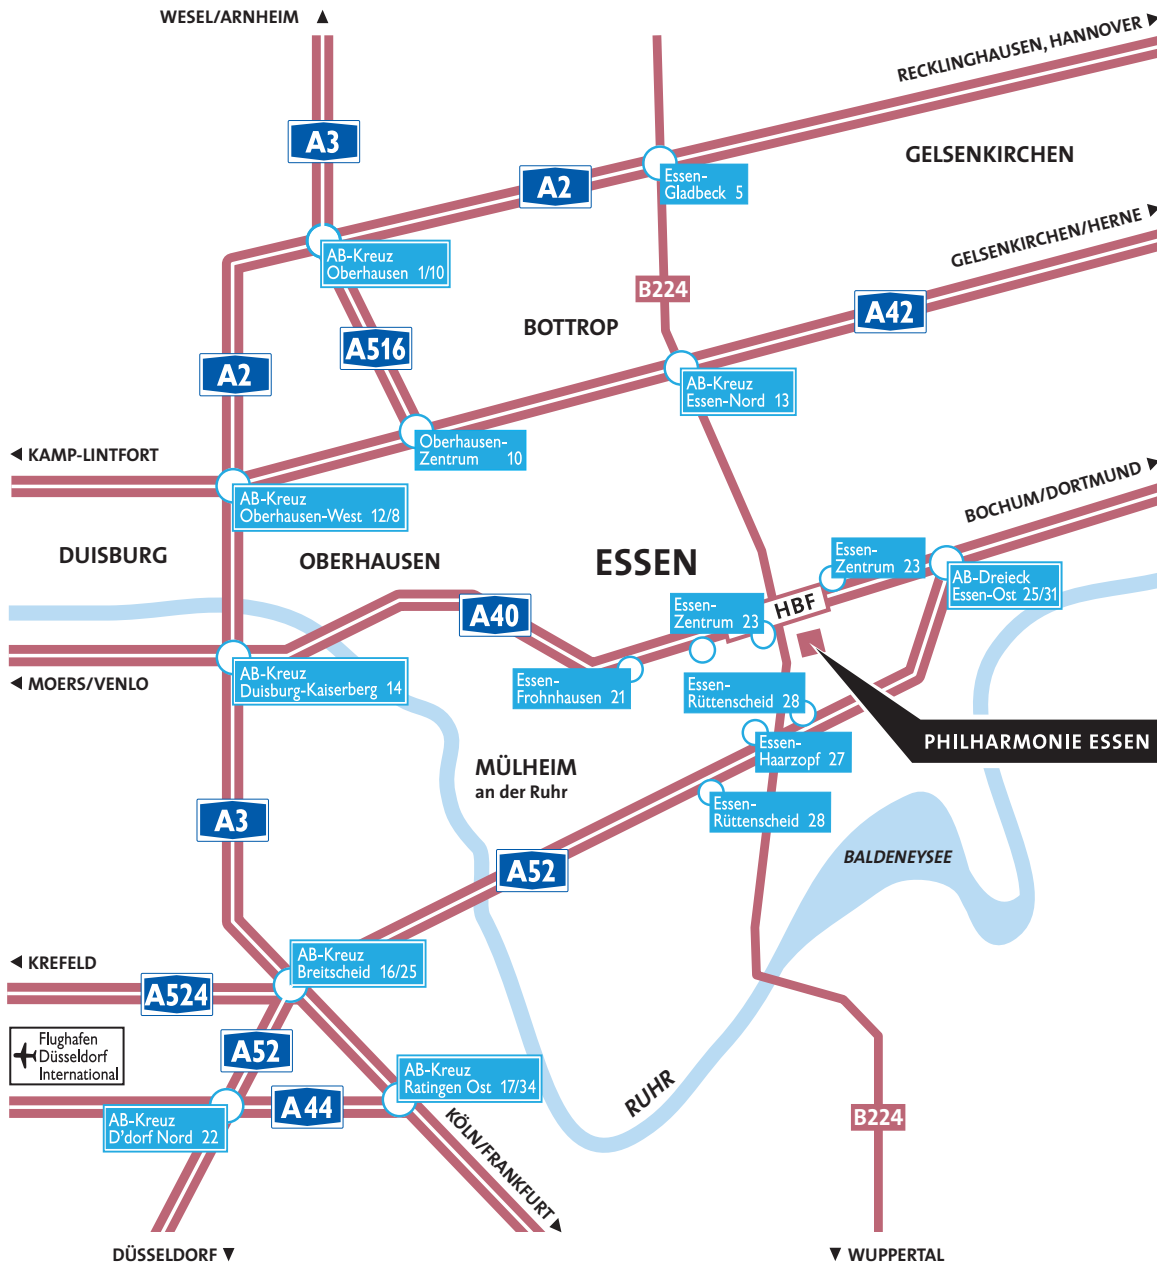 WESEL/ARNHEIM
RECKLINGHAUSEN, HANNOVER
A3
GELSENKIRCHEN
A2
Essen-
Gladbeck 5
AB-Kreuz
Oberhausen 1/10
GELSENKIRCHEN/HERNE
B224
A42
BOTTROP
A516
A2
AB-Kreuz
Essen-Nord 13
Oberhausen-
Zentrum 10
KAMP-LINTFORT
BOCHUM/DORTMUND
AB-Kreuz
Oberhausen-West 12/8
DUISBURG
OBERHAUSEN
ESSEN
Essen-
Zentrum 23
AB-Dreieck
Essen-Ost 25/31
A40
Essen-
Zentrum 23
HBF
MOERS/VENLO
AB-Kreuz
Duisburg-Kaiserberg 14
Essen-
Frohnhausen 21
Essen-
Rüttenscheid 28
PHILHARMONIE ESSEN
Essen-
Haarzopf 27
MÜLHEIM
an der Ruhr
A3
Essen-
Rüttenscheid 28
BALDENEYSEE
A52
KREFELD
AB-Kreuz
Breitscheid 16/25
A524
Flughafen
Düsseldorf
International
A52
AB-Kreuz
Ratingen Ost 17/34
RUHR
A44
AB-Kreuz
D'dorf Nord 22
B224
KÖLN/FRANKFURT
DÜSSELDORF
WUPPERTAL